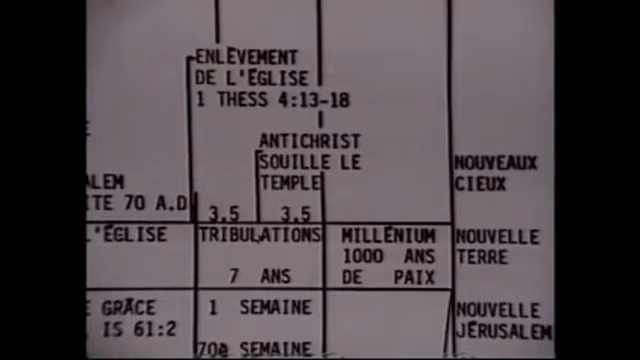 ENLÈVEMENT
DE L'ÉGLISE
1 THESS 4:13-18
ANTICHRIST
SOUILLE LE
TEMPLE
NOUVEAUX
CIEUX
ALEM
ITE 70 A.D
3.5 3.5
L'ÉGLISE
TRIBULATIONS
7 ANS
MILLÉNIUM
1000 ANS
DE PAIX
NOUVELLE
TERRE
E GRÂCE
IS 61:2
1 SEMAINE
70e SEMAINE
NOUVELLE
JÉRUSALEM